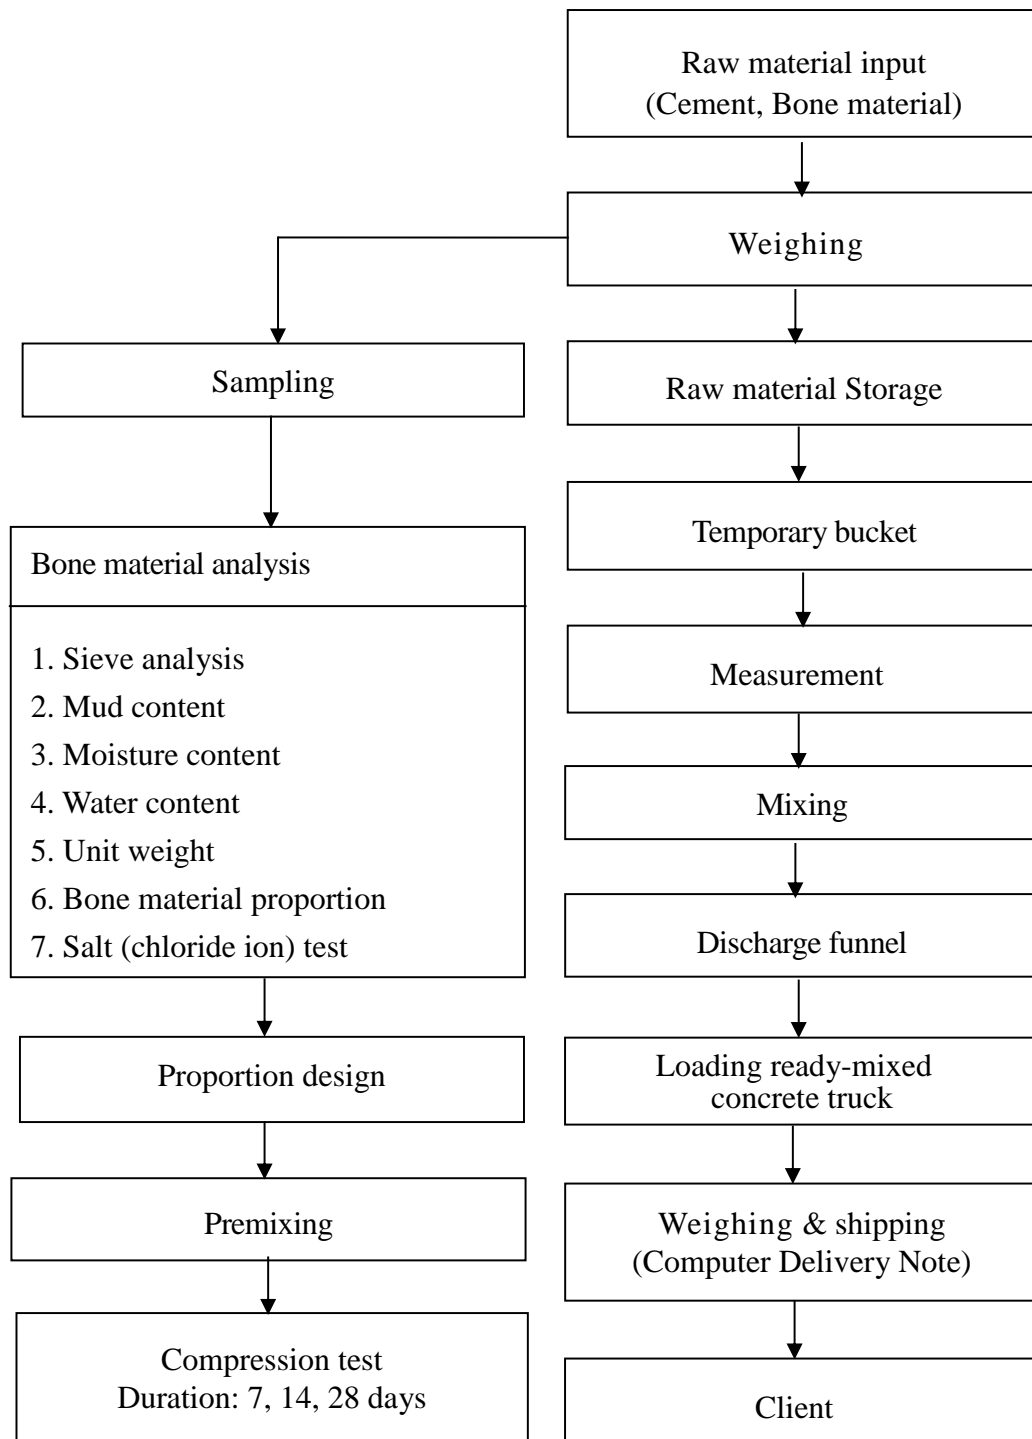 Raw material input
(Cement, Bone material)
Weighing
Sampling
Raw material Storage
Temporary bucket
Bone material analysis
1. Sieve analysis
2. Mud content
3. Moisture content
4. Water content
5. Unit weight
6. Bone material proportion
7. Salt (chloride ion) test
Measurement
Mixing
Discharge funnel
Proportion design
Loading ready-mixed
concrete truck
Premixing
Weighing & shipping
(Computer Delivery Note)
Compression test
Duration: 7, 14, 28 days
Client